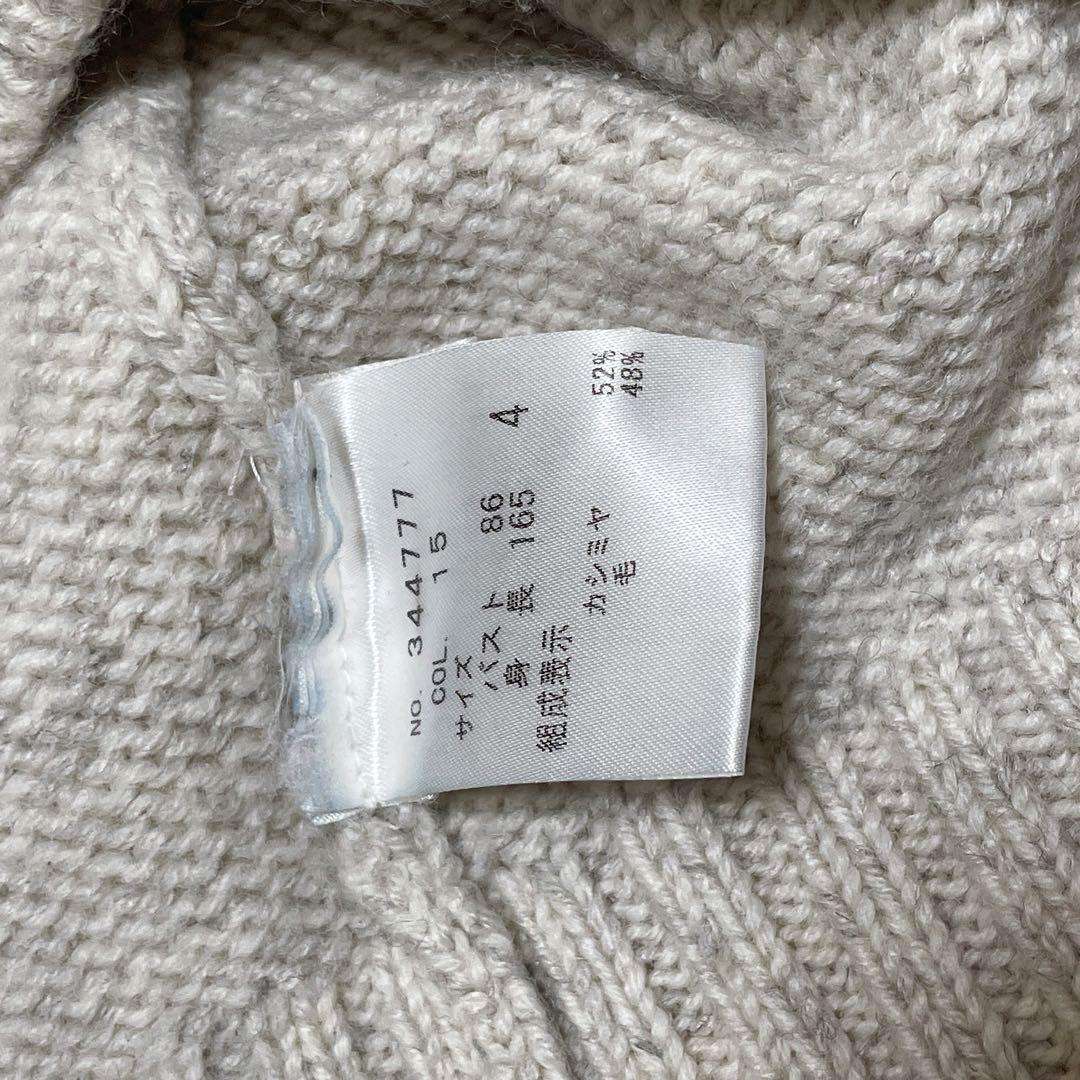 NO. 344777
COL. 15
サイズ
バスト 86 4
身長 165
組成表示
カシミヤ 52%
毛 48%